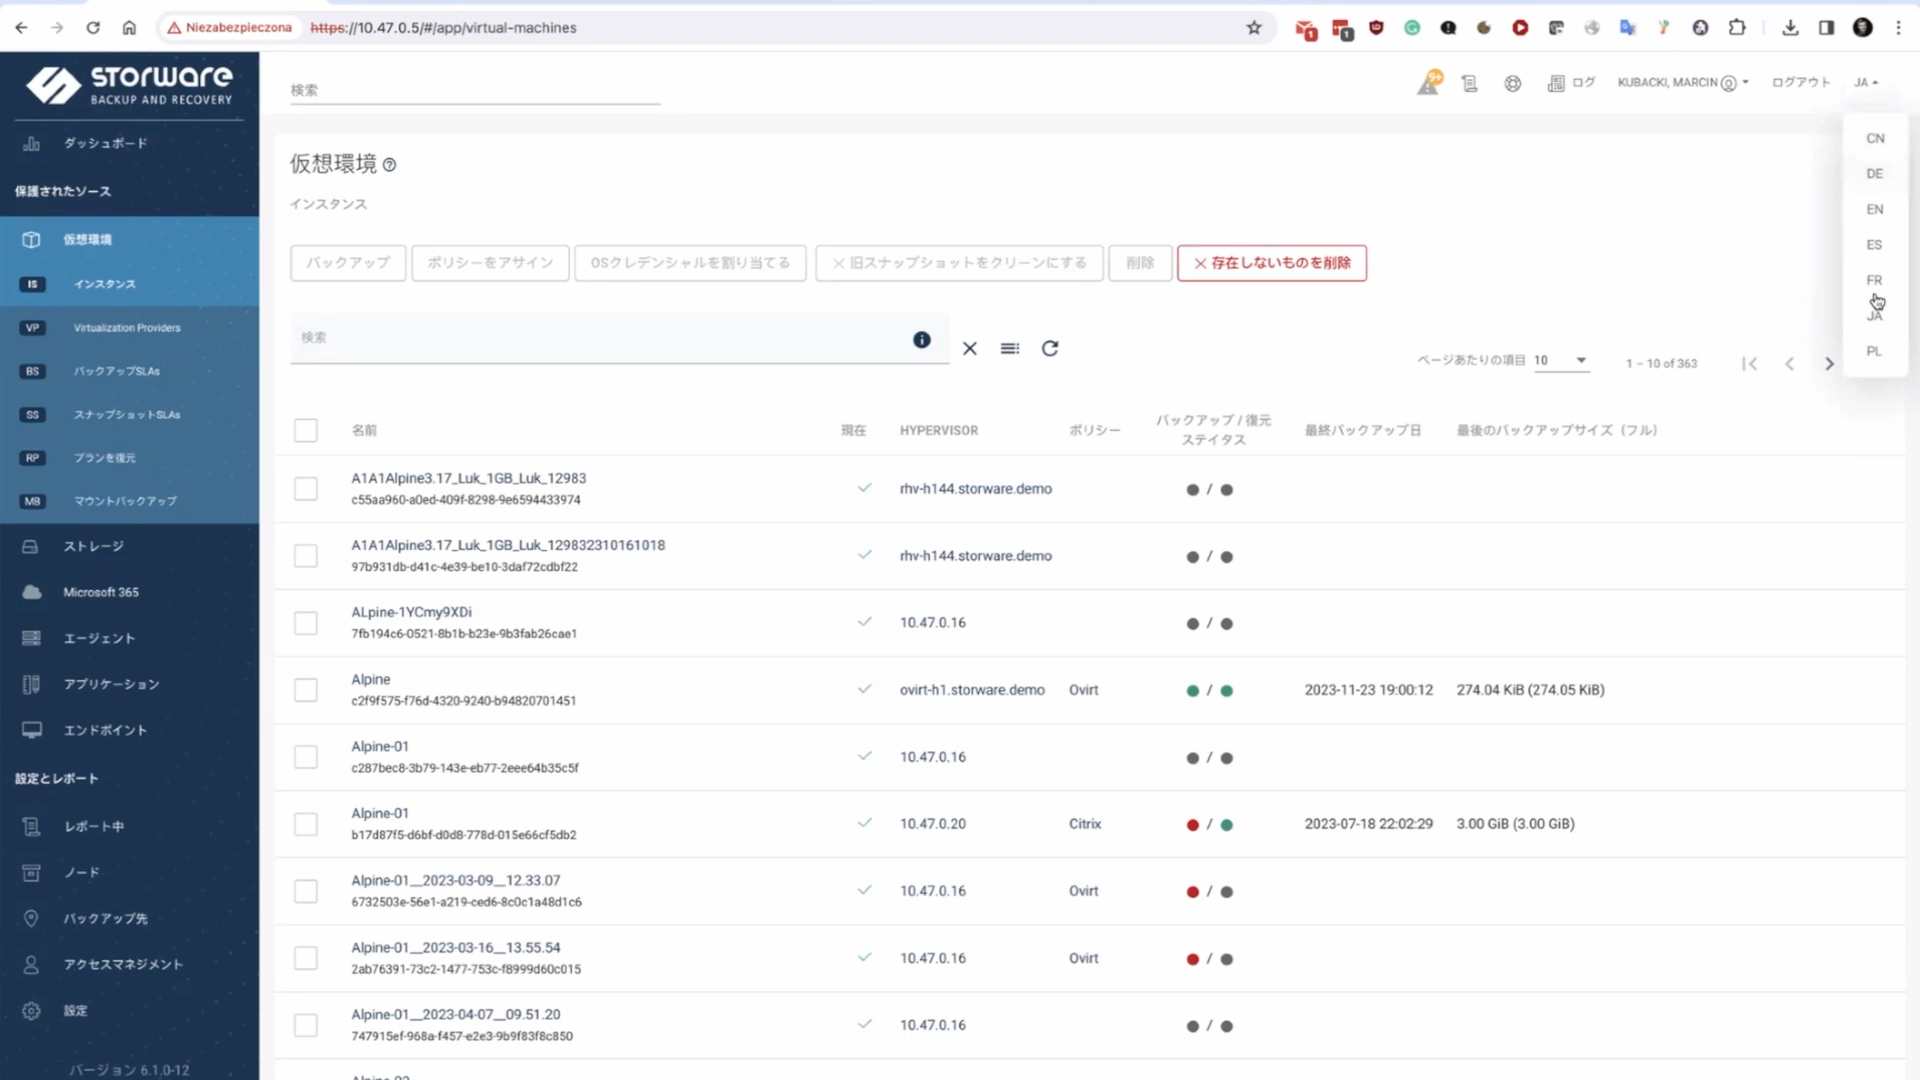 Niezabezpieczona
https://10.47.0.5/#/app/virtual-machines
1
1
STORWARE
BACKUP AND RECOVERY
検索
9+
ログ
KUBACKI, MARCIN
ログアウト
JA
CN
DE
EN
ES
FR
JA
PL
ダッシュボード
保護されたソース
仮想環境
IS インスタンス
VP Virtualization Providers
BS バックアップSLAs
SS スナップショットSLAs
RP プランを復元
MB マウントバックアップ
ストレージ
Microsoft 365
エージェント
アプリケーション
エンドポイント
設定とレポート
レポート中
ノード
バックアップ先
アクセスマネジメント
設定
バージョン 6.1.0-12
仮想環境
インスタンス
バックアップ
ポリシーをアサイン
OSクレデンシャルを割り当てる
旧スナップショットをクリーンにする
削除
存在しないものを削除
検索
ページあたりの項目 10
1 – 10 of 363
名前 現在 HYPERVISOR ポリシー バックアップ / 復元 ステイタス 最終バックアップ日 最後のバックアップサイズ（フル）
A1A1Alpine3.17_Luk_1GB_Luk_12983
c55aa960-a0ed-409f-8298-9e6594433974
rhv-h144.storware.demo /
A1A1Alpine3.17_Luk_1GB_Luk_129832310161018
97b931db-d41c-4e39-be10-3daf72cdbf22
rhv-h144.storware.demo /
ALpine-1YCmy9XDi
7fb194c6-0521-8b1b-b23e-9b3fab26cae1
10.47.0.16 /
Alpine
c2f9f575-f76d-4320-9240-b94820701451
ovirt-h1.storware.demo Ovirt / 2023-11-23 19:00:12 274.04 KiB (274.05 KiB)
Alpine-01
c287bec8-3b79-143e-eb77-2eee64b35c5f
10.47.0.16 /
Alpine-01
b17d87f5-d6bf-d0d8-778d-015e66cf5db2
10.47.0.20 Citrix / 2023-07-18 22:02:29 3.00 GiB (3.00 GiB)
Alpine-01__2023-03-09__12.33.07
6732503e-56e1-a219-ced6-8c0c1a48d1c6
10.47.0.16 Ovirt /
Alpine-01__2023-03-16__13.55.54
2ab76391-73c2-1477-753c-f8999d60c015
10.47.0.16 Ovirt /
Alpine-01__2023-04-07__09.51.20
747915ef-968a-f457-e2e3-9b9f83f8c850
10.47.0.16 /